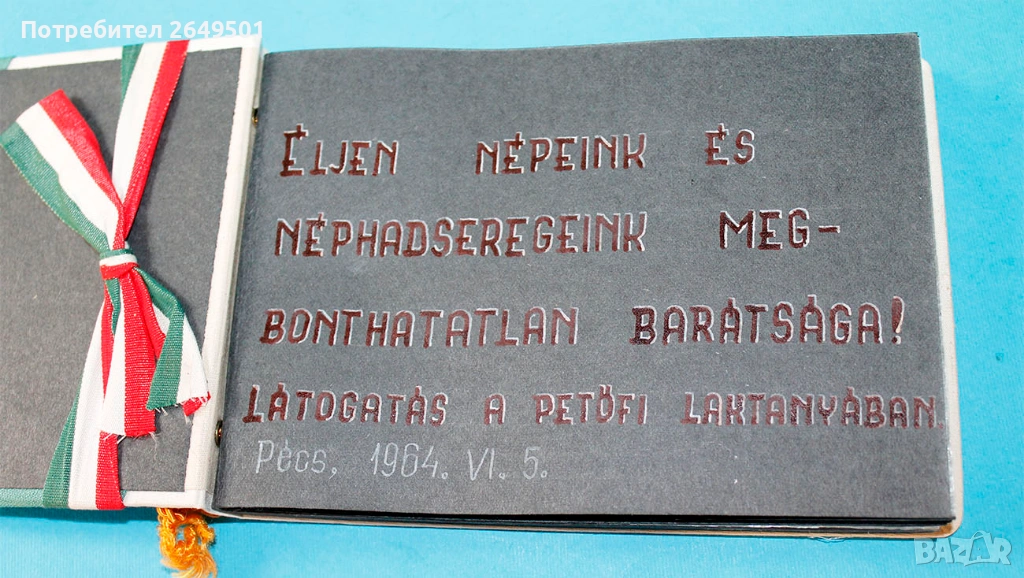 Потребител 2649501
ÉLJEN NÉPEINK ÉS
NÉPHADSEREGEINK MEG-
BONTHATATLAN BARÁTSÁGA!
LÁTOGATÁS A PETŐFI LAKTANYÁBAN.
Pécs, 1964. VI. 5.
BAZAR